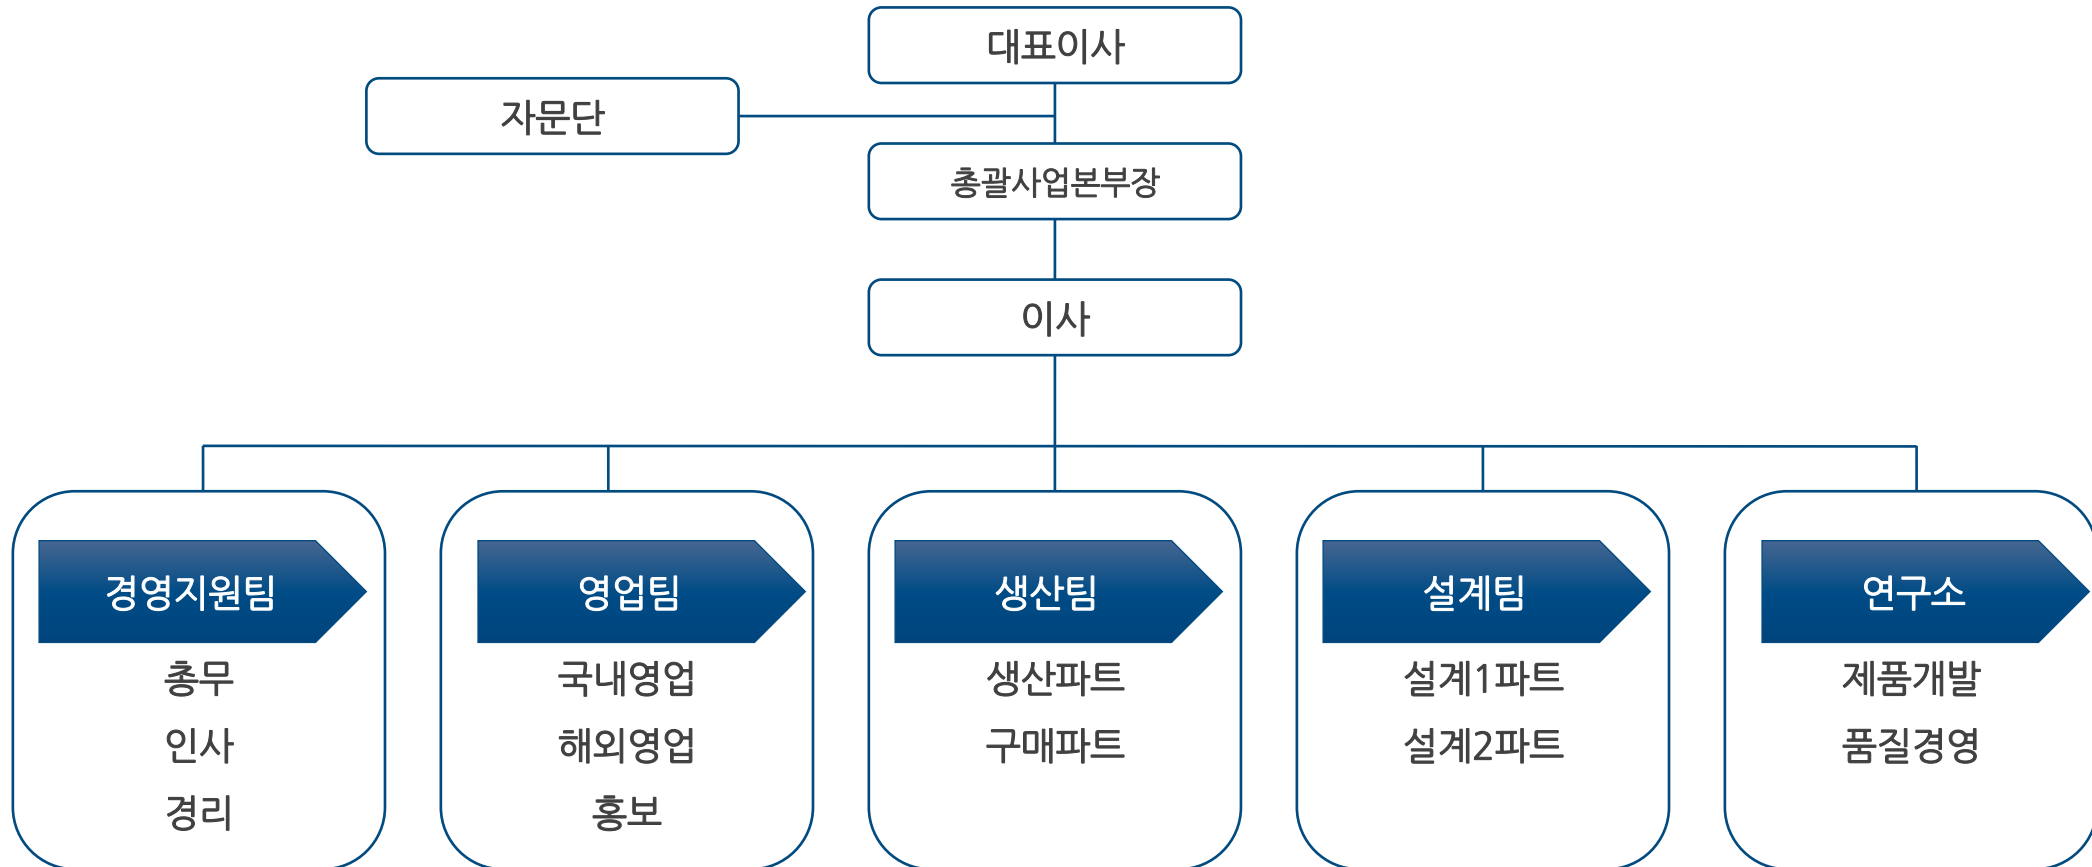 대표이사
자문단
총괄사업본부장
이사
경영지원팀
총무
인사
경리
영업팀
국내영업
해외영업
홍보
생산팀
생산파트
구매파트
설계팀
설계1파트
설계2파트
연구소
제품개발
품질경영